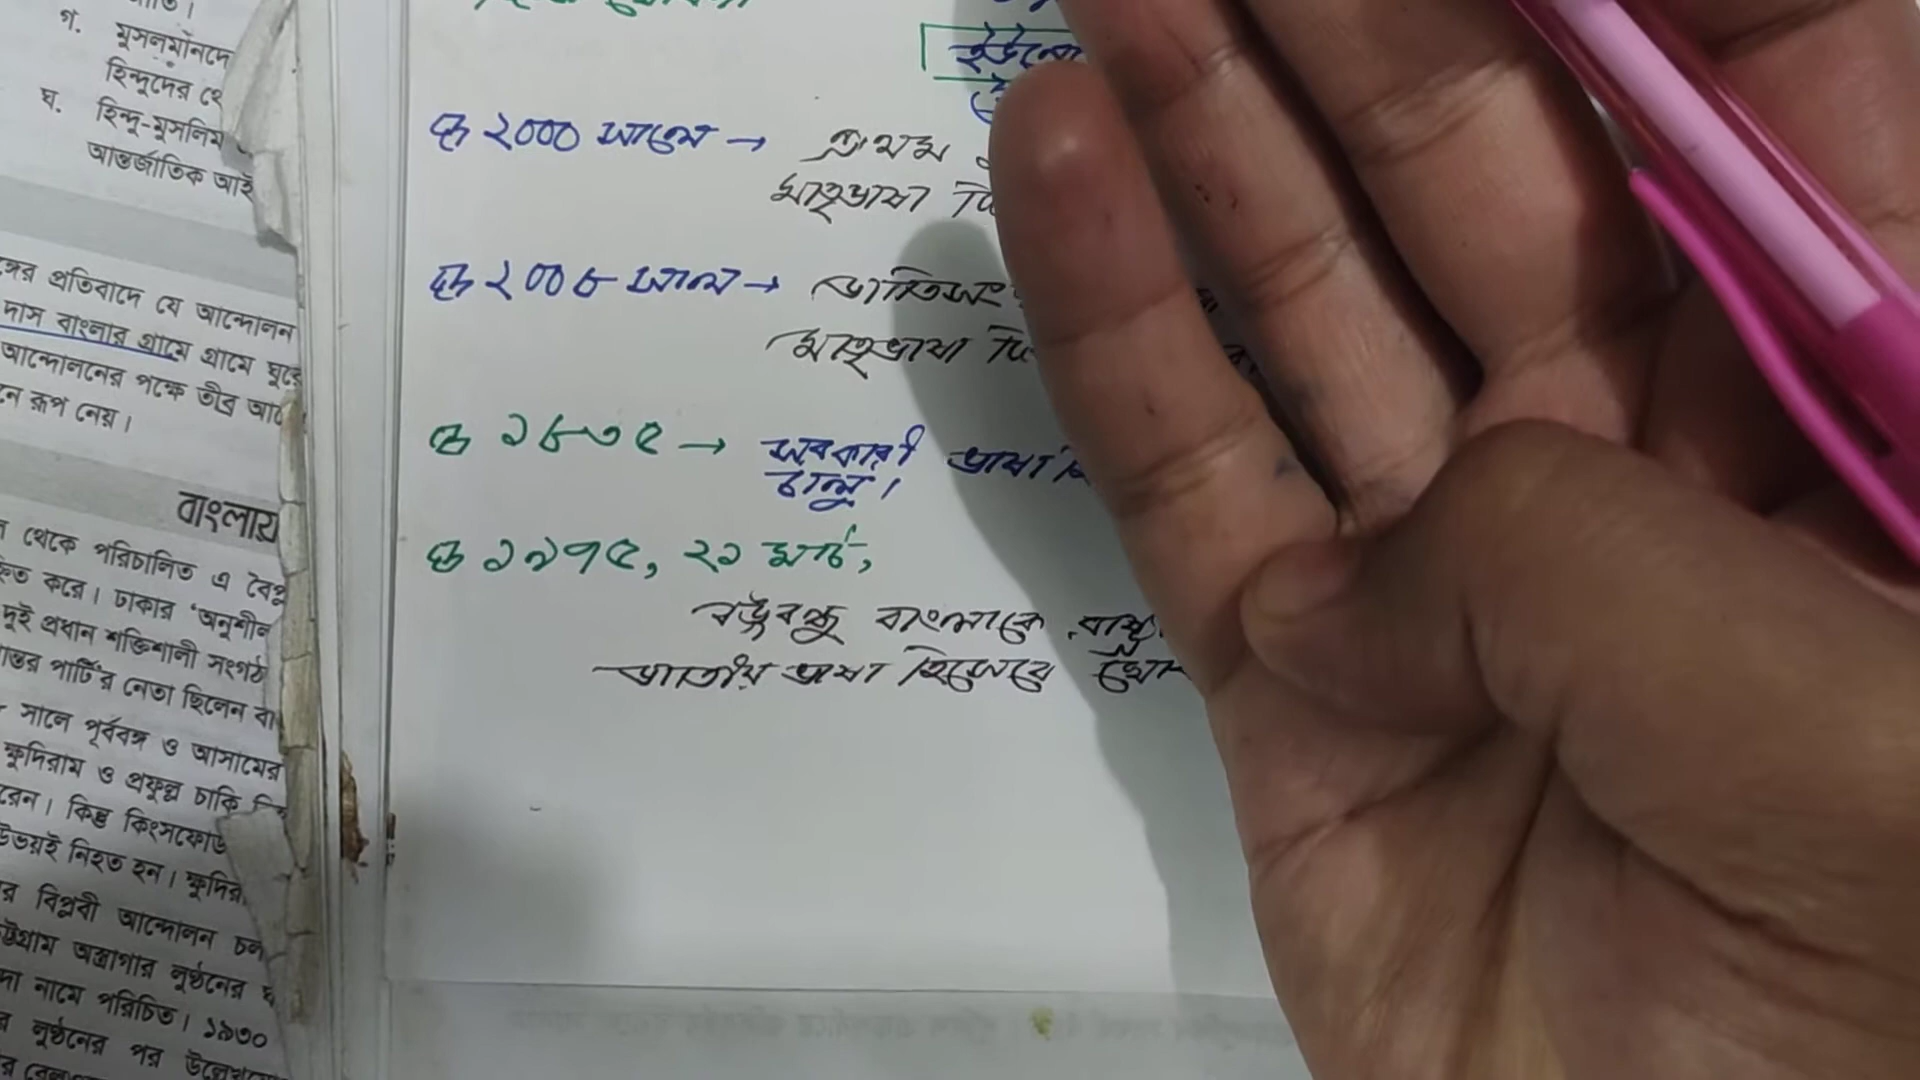 গ. মুসলমানদে
হিন্দুদের
ঘ. হিন্দু-মুসলিম
আন্তর্জাতিক আই
ঙ্গের প্রতিবাদে যে আন্দোলন
দাস বাংলার গ্রামে গ্রামে ঘুরে
আন্দোলনের পক্ষে তীব্র
রূপ নেয়।
বাংলায়
থেকে পরিচালিত এ বৈপ্ল
করে। ঢাকার ‘অনুশীল
দুই প্রধান শক্তিশালী সংগঠ
ন্তর পার্টি'র নেতা ছিলেন বা
সালে পূর্ববঙ্গ ও আসামের
ক্ষুদিরাম ও প্রফুল্ল চাকি
রেন। কিন্তু কিংসফোর্ড
উভয়ই নিহত হন। ক্ষুদির
র বিপ্লবী আন্দোলন চল
ট্টগ্রাম অস্ত্রাগার লুণ্ঠনের
দা নামে পরিচিত। ১৯৩০
র লুণ্ঠনের পর
২০০০ সালে → প্রথম
মাতৃভাষা দি
২০০৮ সালে → জাতিসং
মাতৃভাষা দি
১৮৩৫ → সরকারী ভাষা হি
চালু।
১৯৭৫, ২১ মার্চ,
বঙ্গবন্ধু বাংলাকে
জাতীয় ভাষা হিসেবে ঘো